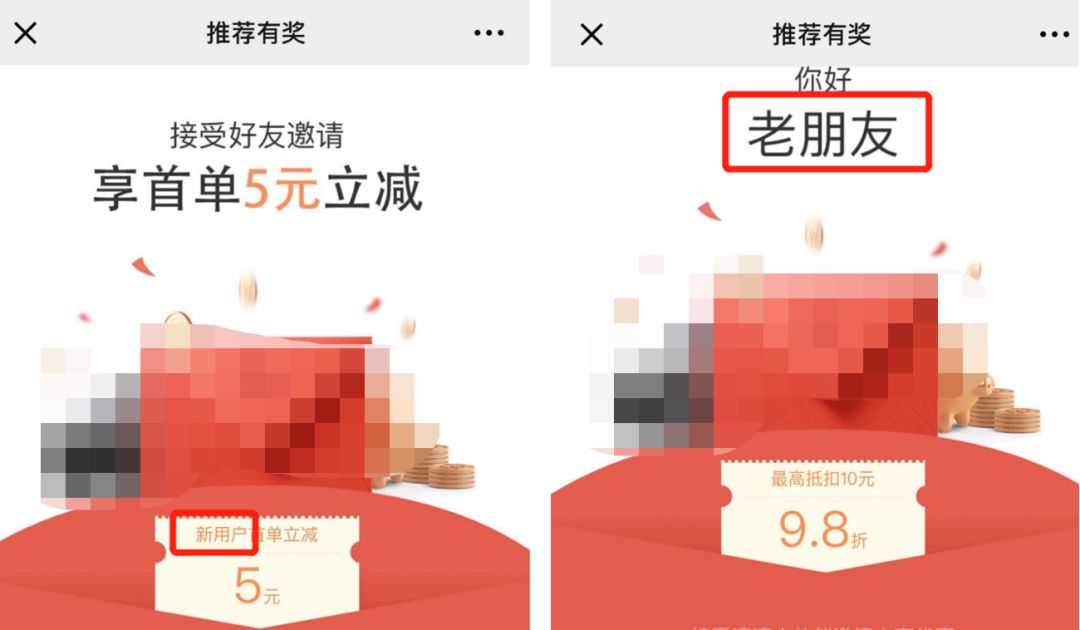 推荐有奖
接受好友邀请
享首单5元立减
新用户首单立减
5元
推荐有奖
你好
老朋友
最高抵扣10元
9.8折